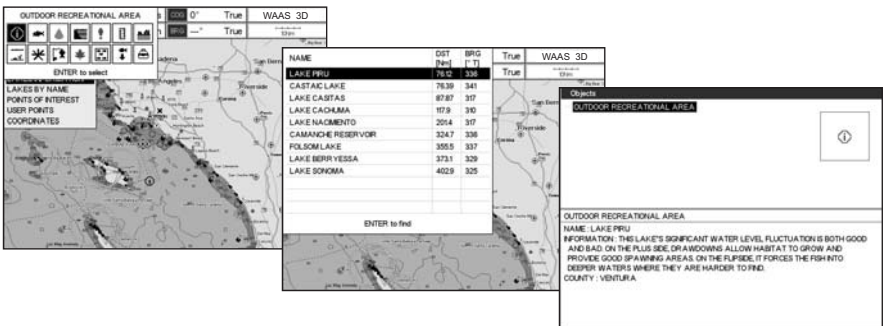 OUTDOOR RECREATIONAL AREA
ENTER to select
LAKES BY NAME
POINTS OF INTEREST
USER POINTS
COORDINATES
COG 0° True WAAS 3D
BRG ---° True
NAME DST [Nm] BRG [° T]
LAKE PIRU 76.12 336
CASTAIC LAKE 76.39 341
LAKE CASITAS 87.87 317
LAKE CACHUMA 117.9 310
LAKE NACIMENTO 201.4 317
CAMANCHE RESERVOIR 324.7 336
FOLSOM LAKE 355.5 337
LAKE BERRYESSA 373.1 329
LAKE SONOMA 402.9 325
ENTER to find
True WAAS 3D
True
Riverside
Riverside
Objects
OUTDOOR RECREATIONAL AREA
OUTDOOR RECREATIONAL AREA
NAME : LAKE PIRU
INFORMATION : THIS LAKE'S SIGNIFICANT WATER LEVEL FLUCTUATION IS BOTH GOOD
AND BAD. ON THE PLUS SIDE, DRAWDOWNS ALLOW HABITAT TO GROW AND
PROVIDE GOOD SPAWNING AREAS. ON THE FLIPSIDE, IT FORCES THE FISH INTO
DEEPER WATERS WHERE THEY ARE HARDER TO FIND.
COUNTY : VENTURA